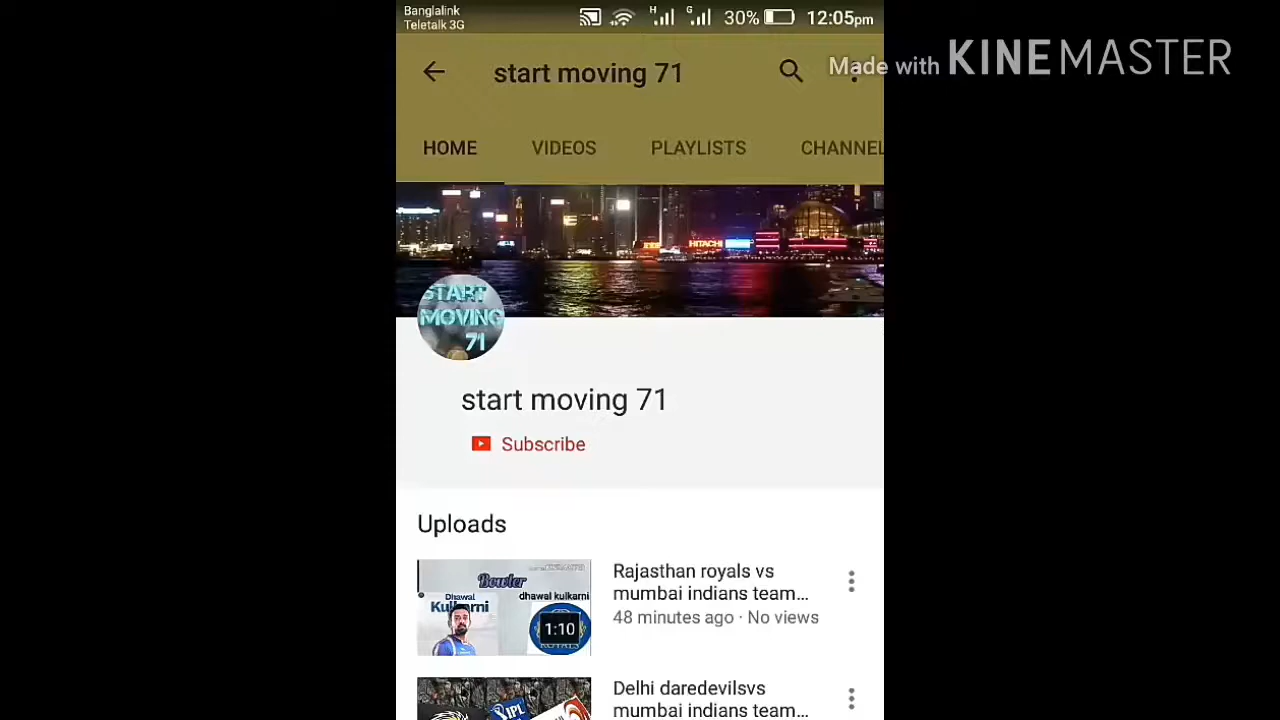 Banglalink
Teletalk 3G
H
G
30%
12:05pm
start moving 71
Made with KINEMASTER
HOME
VIDEOS
PLAYLISTS
CHANNEL
HITACHI
START
MOVING
71
start moving 71
Subscribe
Uploads
Bowler
Dhawal
Kulkarni
dhawal kulkarni
1:10
ROYALS
Rajasthan royals vs
mumbai indians team...
48 minutes ago · No views
IPL
Delhi daredevilsvs
mumbai indians team...